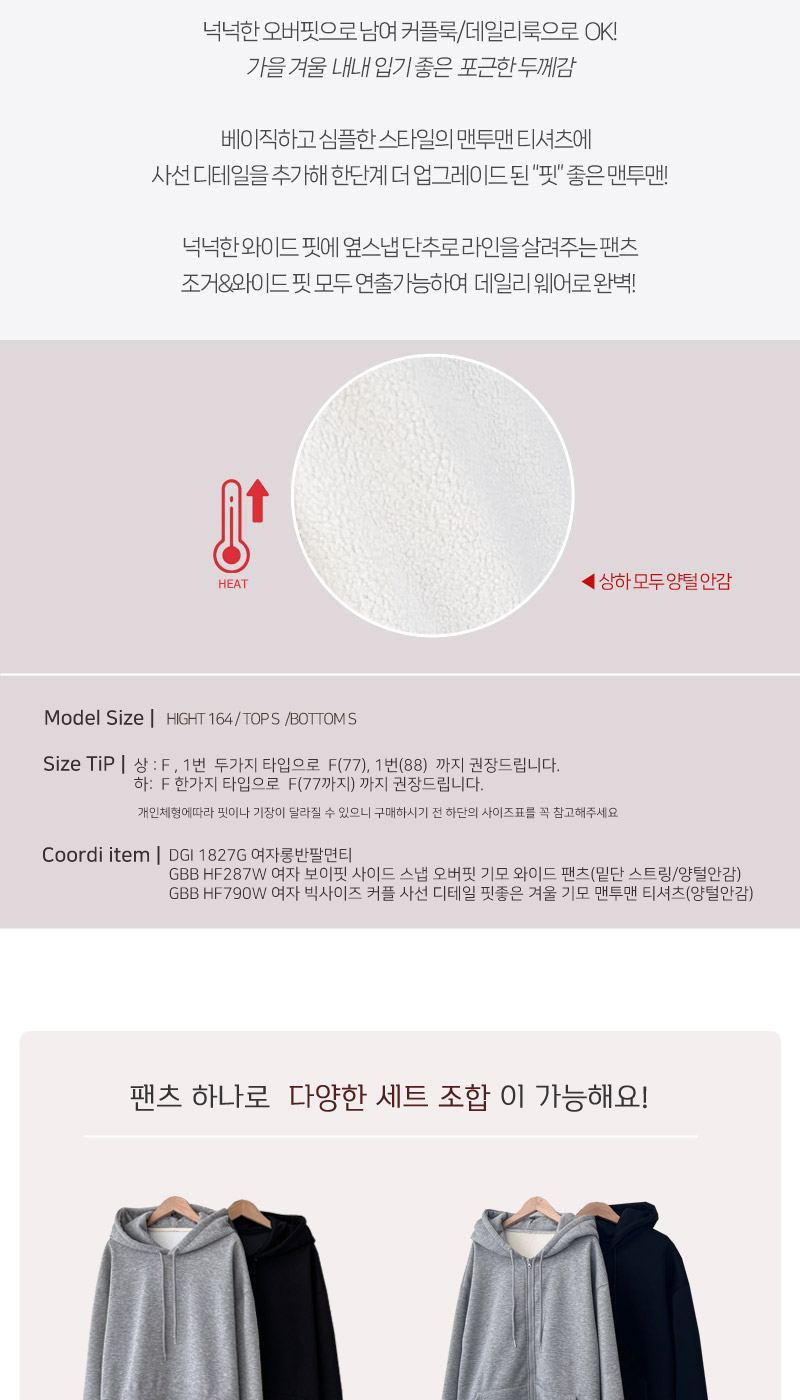 넉넉한 오버핏으로 남여 커플룩/데일리룩으로 OK!
가을 겨울 내내 입기 좋은 포근한 두께감
베이직하고 심플한 스타일의 맨투맨 티셔츠에
사선 디테일을 추가해 한단계 더 업그레이드 된 "핏" 좋은 맨투맨!
넉넉한 와이드 핏에 옆스냅 단추로 라인을 살려주는 팬츠
조거&와이드 핏 모두 연출가능하여 데일리 웨어로 완벽!
HEAT
◀ 상하 모두 양털 안감
Model Size | HIGHT 164 / TOP S /BOTTOM S
Size TiP | 상 : F , 1번 두가지 타입으로 F(77), 1번(88) 까지 권장드립니다.
하: F 한가지 타입으로 F(77까지) 까지 권장드립니다.
개인체형에따라 핏이나 기장이 달라질 수 있으니 구매하시기 전 하단의 사이즈표를 꼭 참고해주세요
Coordi item | DGI 1827G 여자롱반팔면티
GBB HF287W 여자 보이핏 사이드 스냅 오버핏 기모 와이드 팬츠(밑단 스트링/양털안감)
GBB HF790W 여자 빅사이즈 커플 사선 디테일 핏좋은 겨울 기모 맨투맨 티셔츠(양털안감)
팬츠 하나로 다양한 세트 조합 이 가능해요!